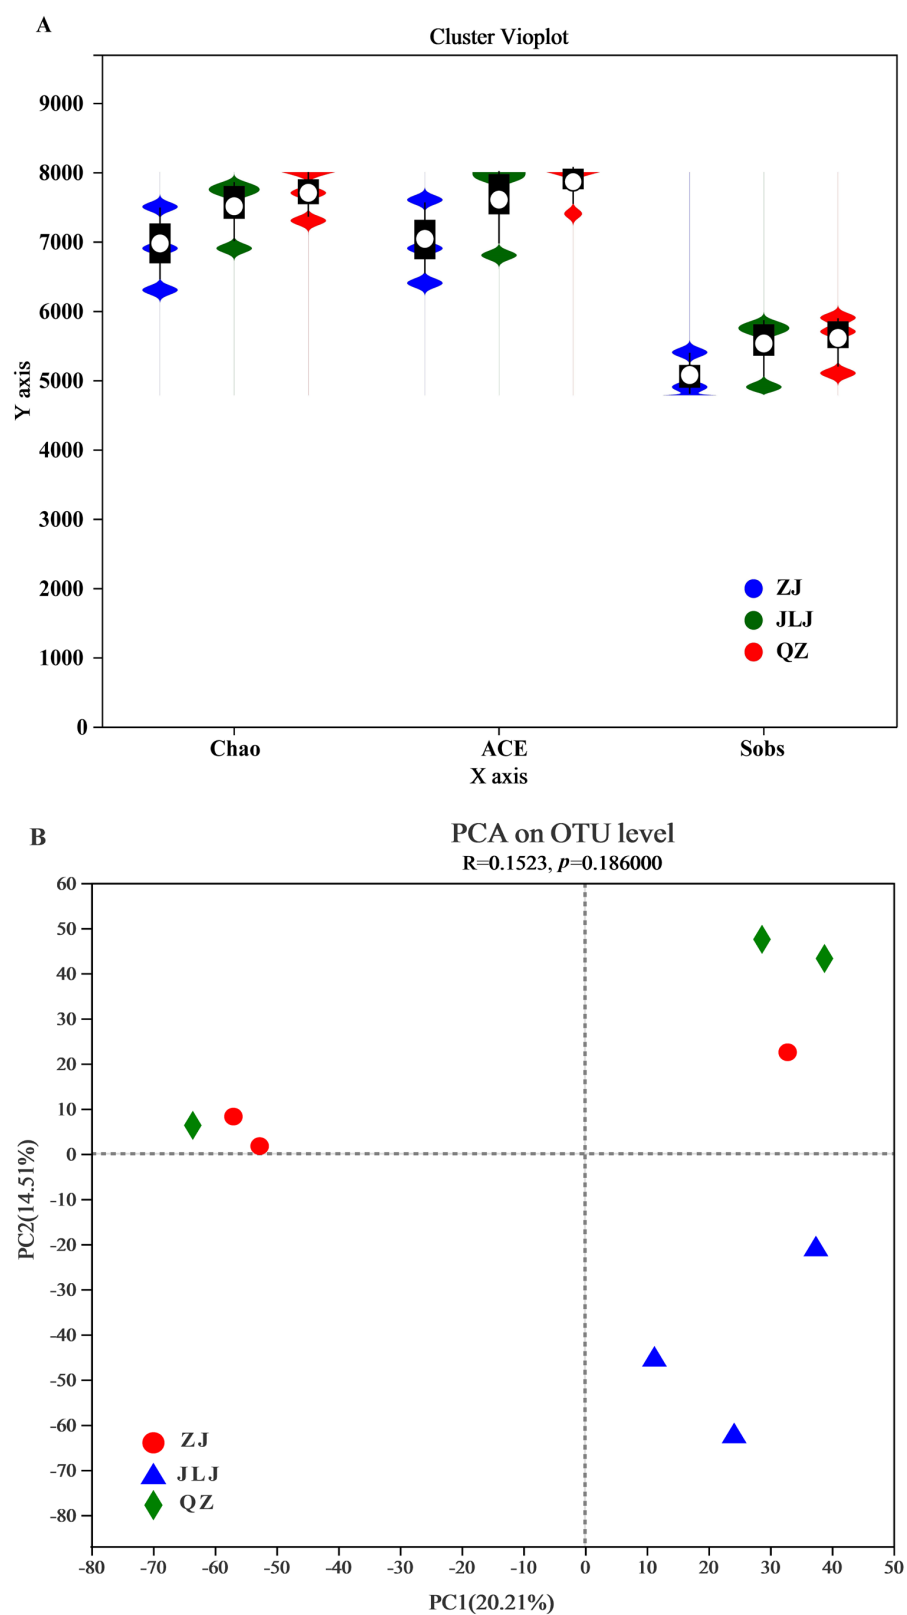 A
Cluster Vioplot
9000
8000
7000
6000
5000
4000
3000
2000
1000
0
Y axis
ZJ
JLJ
QZ
Chao ACE Sobs
X axis
B
PCA on OTU level
R=0.1523, p=0.186000
60
50
40
30
20
10
0
-10
-20
-30
-40
-50
-60
-70
-80
PC2(14.51%)
ZJ
JLJ
QZ
-80 -70 -60 -50 -40 -30 -20 -10 0 10 20 30 40 50
PC1(20.21%)